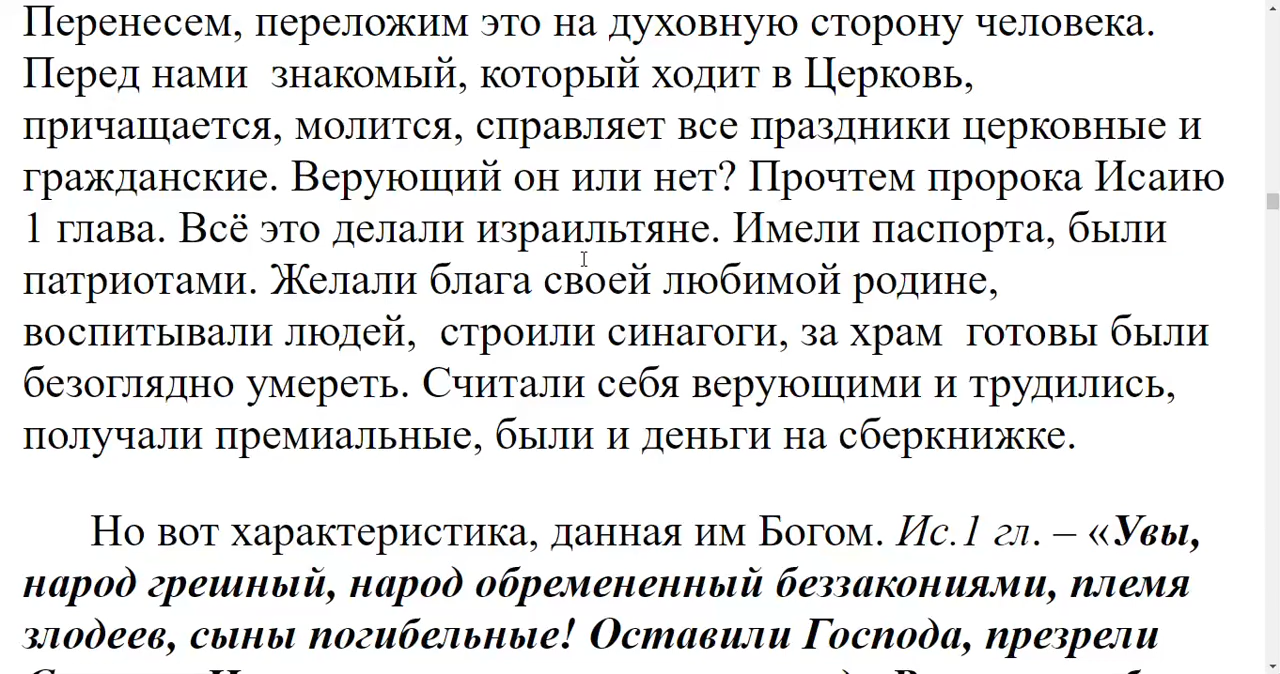 Перенесем, переложим это на духовную сторону человека.
Перед нами знакомый, который ходит в Церковь,
причащается, молится, справляет все праздники церковные и
гражданские. Верующий он или нет? Прочтем пророка Исаию
1 глава. Всё это делали израильтяне. Имели паспорта, были
патриотами. Желали блага своей любимой родине,
воспитывали людей, строили синагоги, за храм готовы были
безоглядно умереть. Считали себя верующими и трудились,
получали премиальные, были и деньги на сберкнижке.
Но вот характеристика, данная им Богом. Ис.1 гл. – «Увы,
народ грешный, народ обремененный беззакониями, племя
злодеев, сыны погибельные! Оставили Господа, презрели